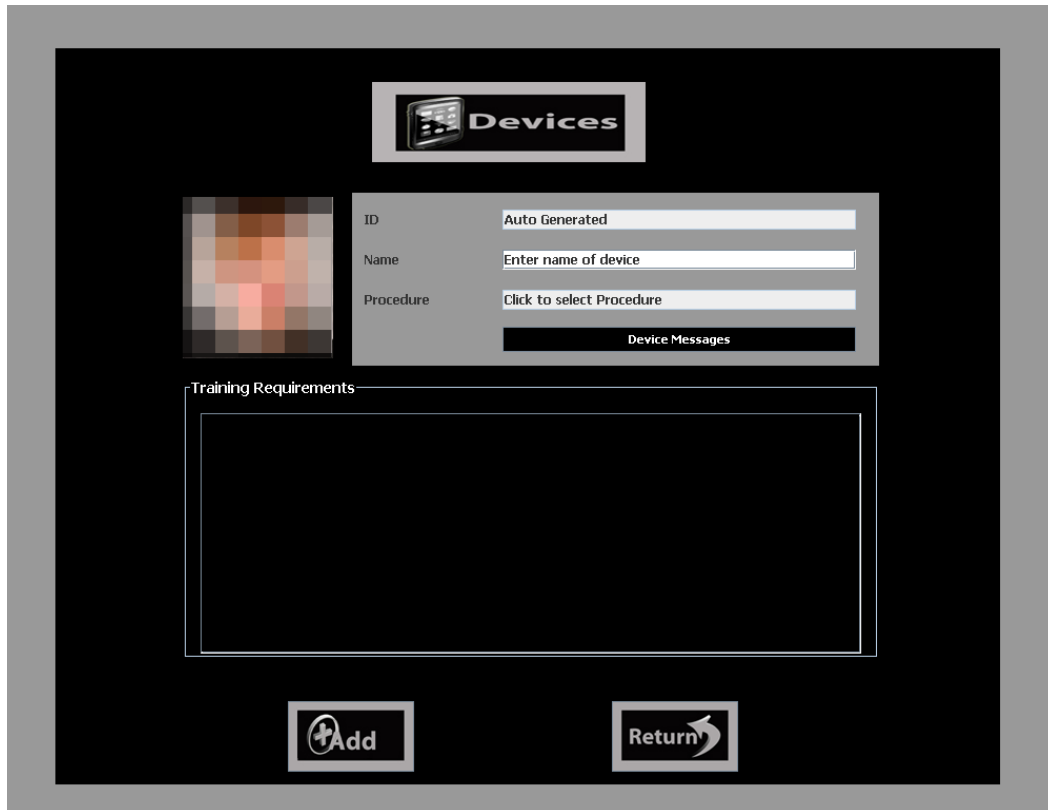 Devices
ID Auto Generated
Name Enter name of device
Procedure Click to select Procedure
Device Messages
Training Requirements
Add
Return